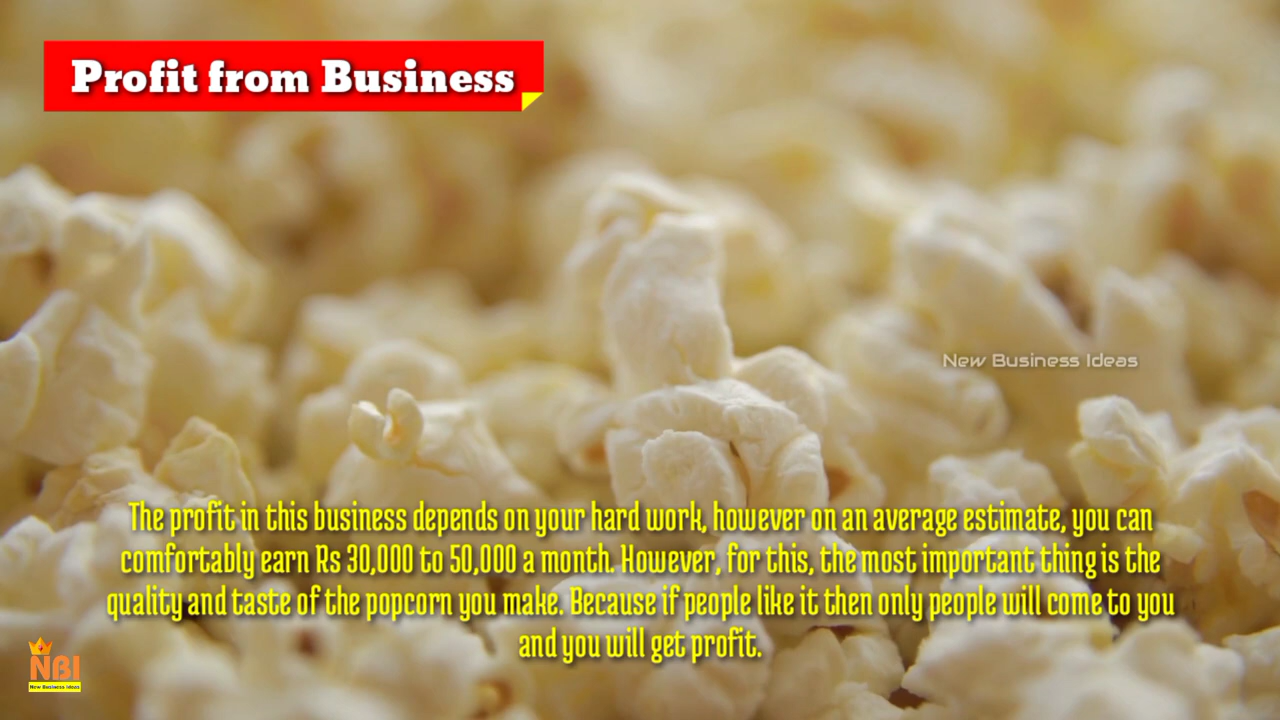 Profit from Business
New Business Ideas
The profit in this business depends on your hard work, however on an average estimate, you can
comfortably earn Rs 30,000 to 50,000 a month. However, for this, the most important thing is the
quality and taste of the popcorn you make. Because if people like it then only people will come to you
and you will get profit.
NBI
New Business Ideas